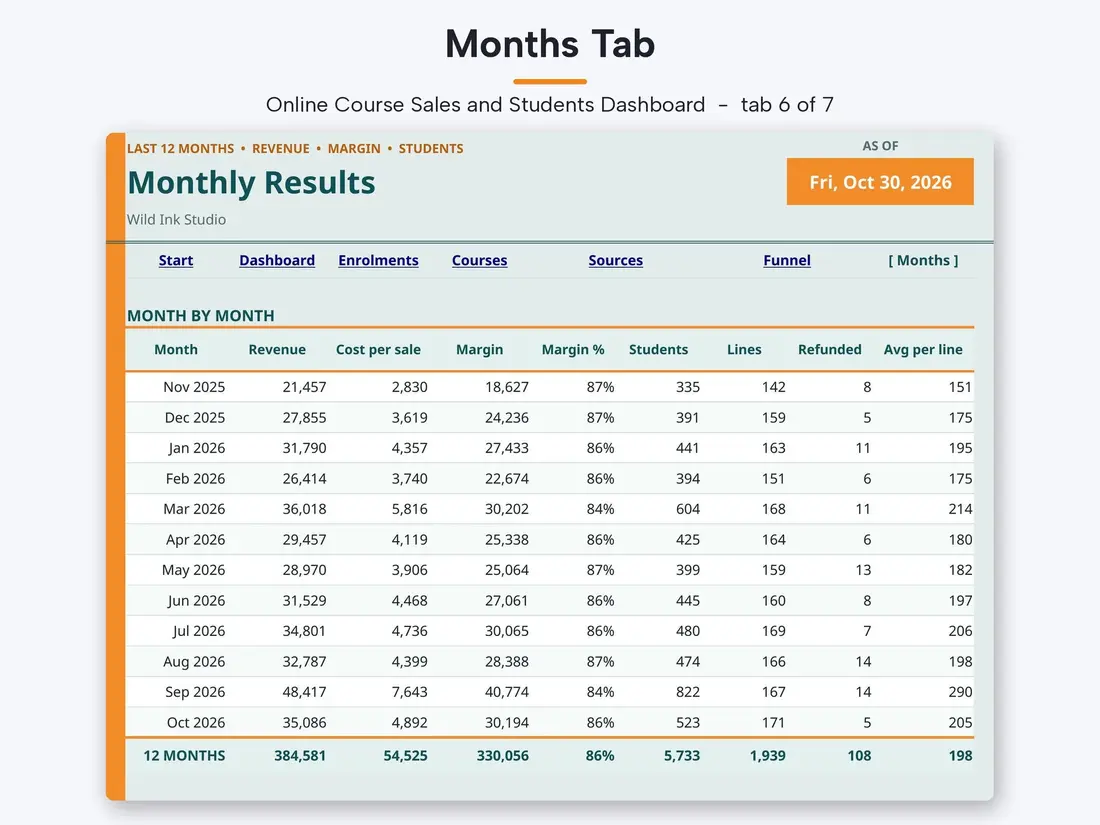 Months Tab
Online Course Sales and Students Dashboard – tab 6 of 7
LAST 12 MONTHS • REVENUE • MARGIN • STUDENTS
AS OF
Monthly Results
Fri, Oct 30, 2026
Wild Ink Studio
Start Dashboard Enrolments Courses Sources Funnel [ Months ]
MONTH BY MONTH
Month Revenue Cost per sale Margin Margin % Students Lines Refunded Avg per line
Nov 2025 21,457 2,830 18,627 87% 335 142 8 151
Dec 2025 27,855 3,619 24,236 87% 391 159 5 175
Jan 2026 31,790 4,357 27,433 86% 441 163 11 195
Feb 2026 26,414 3,740 22,674 86% 394 151 6 175
Mar 2026 36,018 5,816 30,202 84% 604 168 11 214
Apr 2026 29,457 4,119 25,338 86% 425 164 6 180
May 2026 28,970 3,906 25,064 87% 399 159 13 182
Jun 2026 31,529 4,468 27,061 86% 445 160 8 197
Jul 2026 34,801 4,736 30,065 86% 480 169 7 206
Aug 2026 32,787 4,399 28,388 87% 474 166 14 198
Sep 2026 48,417 7,643 40,774 84% 822 167 14 290
Oct 2026 35,086 4,892 30,194 86% 523 171 5 205
12 MONTHS 384,581 54,525 330,056 86% 5,733 1,939 108 198